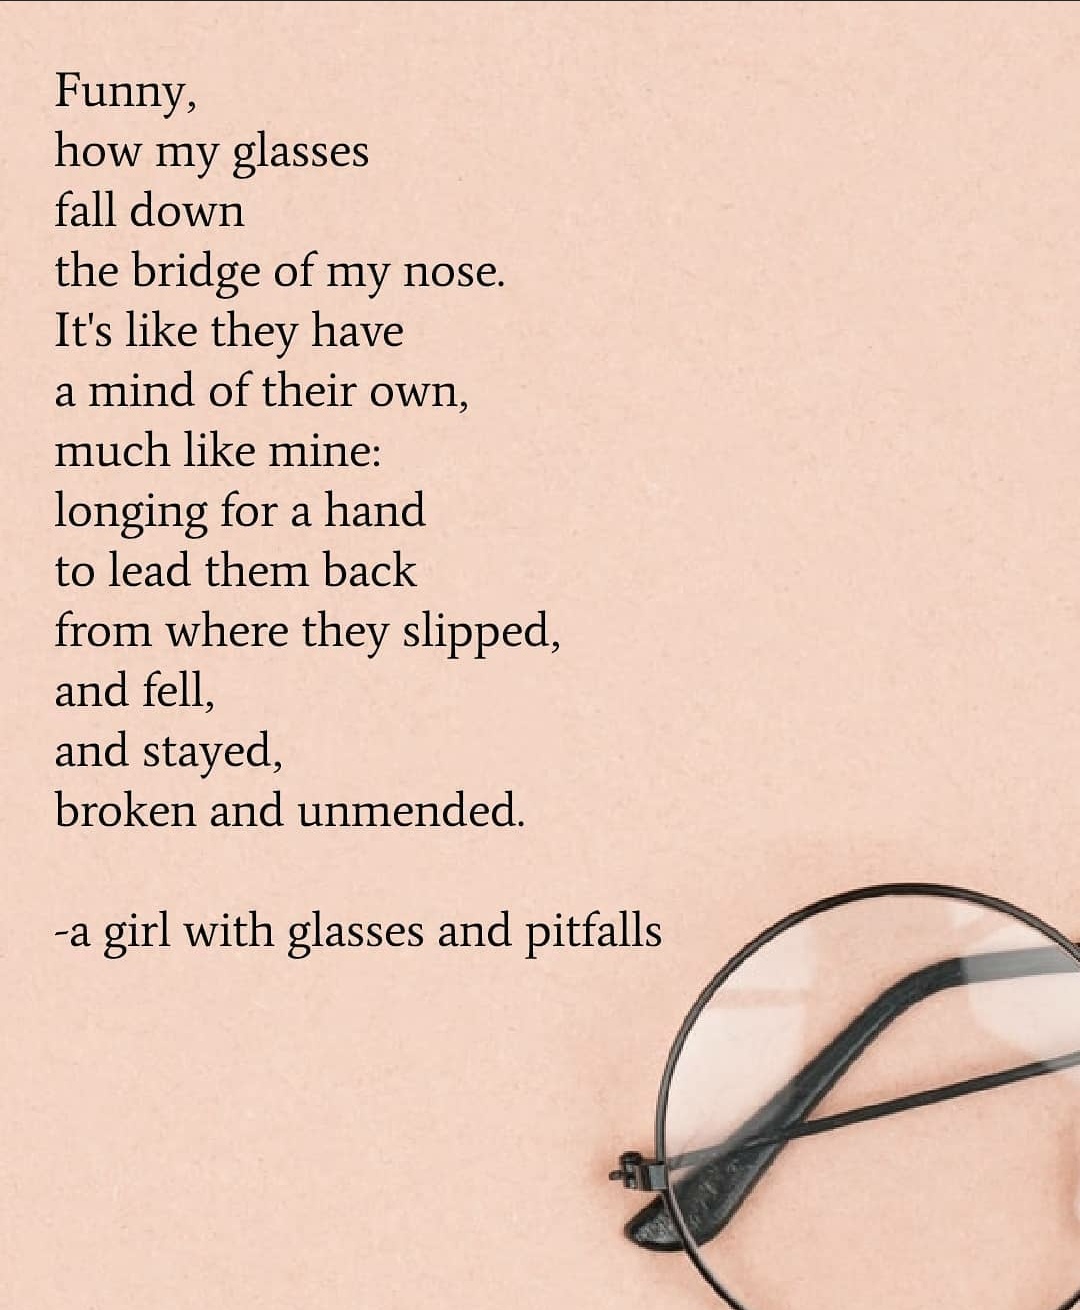 Funny,
how my glasses
fall down
the bridge of my nose.
It's like they have
a mind of their own,
much like mine:
longing for a hand
to lead them back
from where they slipped,
and fell,
and stayed,
broken and unmended.
-a girl with glasses and pitfalls